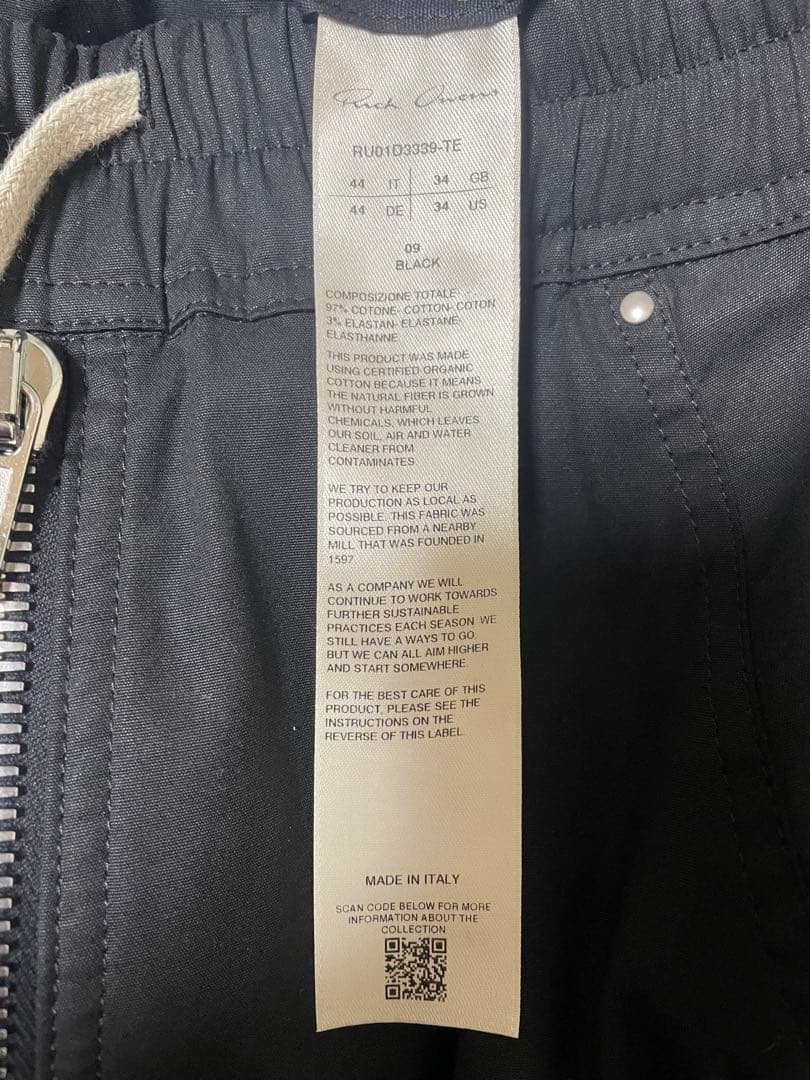 Rick Owens
RU01D3339-TE
44 IT 34 GB
44 DE 34 US
09
BLACK
COMPOSIZIONE TOTALE
97% COTONE- COTTON- COTON
3% ELASTAN- ELASTANE-
ELASTHANNE
THIS PRODUCT WAS MADE
USING CERTIFIED ORGANIC
COTTON BECAUSE IT MEANS
THE NATURAL FIBER IS GROWN
WITHOUT HARMFUL
CHEMICALS, WHICH LEAVES
OUR SOIL, AIR AND WATER
CLEANER FROM
CONTAMINATES
WE TRY TO KEEP OUR
PRODUCTION AS LOCAL AS
POSSIBLE. THIS FABRIC WAS
SOURCED FROM A NEARBY
MILL THAT WAS FOUNDED IN
1597
AS A COMPANY WE WILL
CONTINUE TO WORK TOWARDS
FURTHER SUSTAINABLE
PRACTICES EACH SEASON. WE
STILL HAVE A WAYS TO GO.
BUT WE CAN ALL AIM HIGHER
AND START SOMEWHERE.
FOR THE BEST CARE OF THIS
PRODUCT, PLEASE SEE THE
INSTRUCTIONS ON THE
REVERSE OF THIS LABEL
MADE IN ITALY
SCAN CODE BELOW FOR MORE
INFORMATION ABOUT THE
COLLECTION